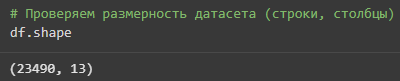 # Проверяем размерность датасета (строки, столбцы)
df.shape
(23490, 13)